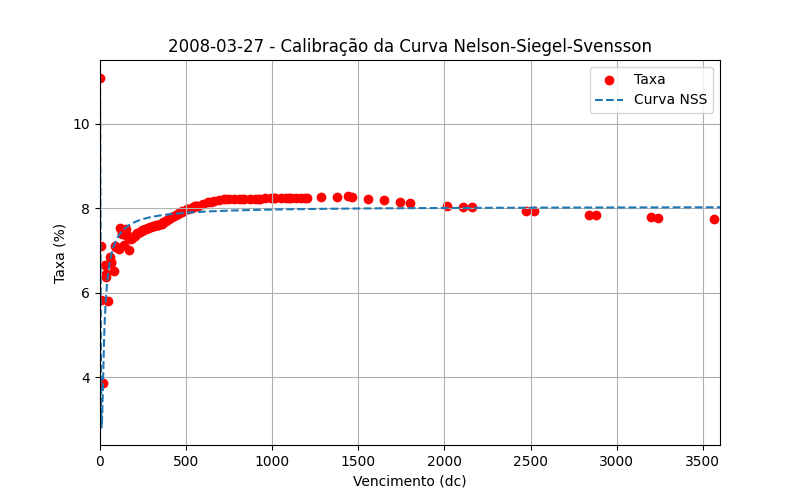 2008-03-27 - Calibração da Curva Nelson-Siegel-Svensson
Taxa
Curva NSS
10
8
6
4
Taxa (%)
0 500 1000 1500 2000 2500 3000 3500
Vencimento (dc)